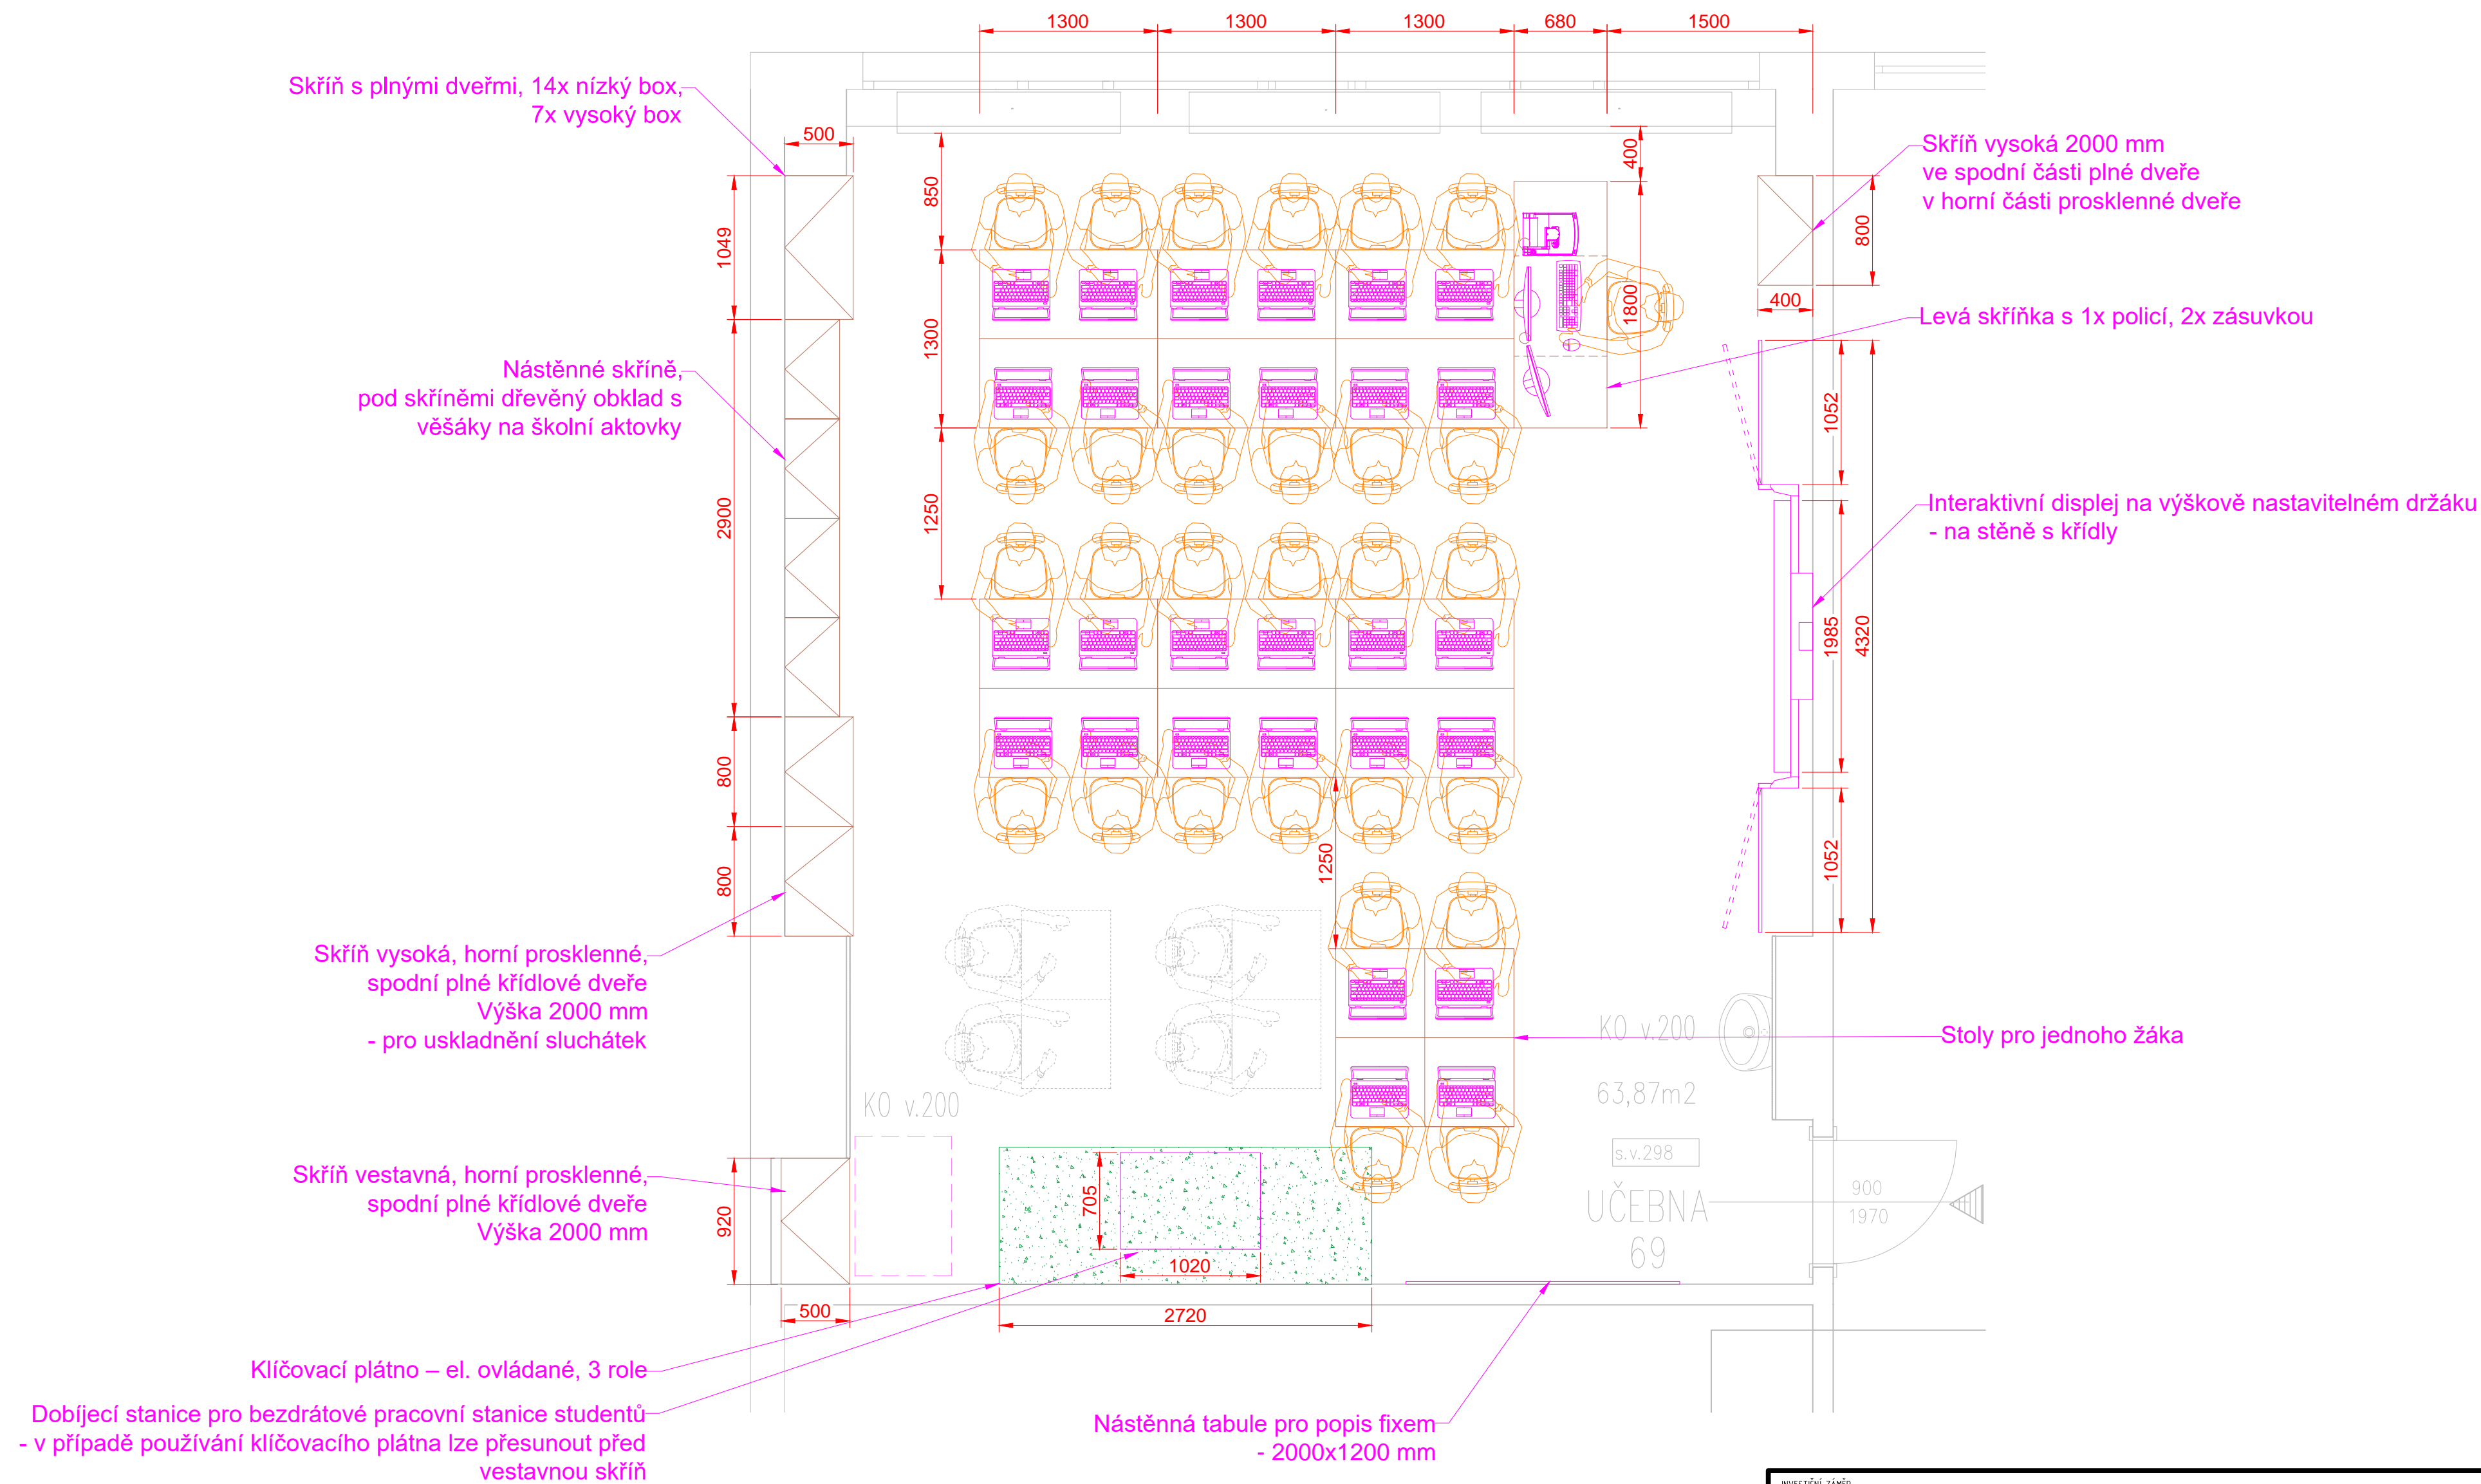 1300
1300
1300
680
1500
Skříň s plnými dveřmi, 14x nízký box,
7x vysoký box
500
850
400
Skříň vysoká 2000 mm
ve spodní části plné dveře
v horní části prosklenné dveře
1049
800
400
1300
1800
Levá skříňka s 1x policí, 2x zásuvkou
Nástěnné skříně,
pod skříněmi dřevěný obklad s
věšáky na školní aktovky
1052
2900
1250
Interaktivní displej na výškově nastavitelném držáku
- na stěně s křídly
1985
4320
800
800
1250
1052
Skříň vysoká, horní prosklenné,
spodní plné křídlové dveře
Výška 2000 mm
- pro uskladnění sluchátek
KO v.200
Stoly pro jednoho žáka
63,87m2
KO v.200
s.v.298
Skříň vestavná, horní prosklenné,
spodní plné křídlové dveře
Výška 2000 mm
920
705
UČEBNA
69
900
1970
1020
500
2720
Klíčovací plátno – el. ovládané, 3 role
Dobíjecí stanice pro bezdrátové pracovní stanice studentů
- v případě používání klíčovacího plátna lze přesunout před
vestavnou skříň
Nástěnná tabule pro popis fixem
- 2000x1200 mm
INVESTIČNÍ ZÁMĚR